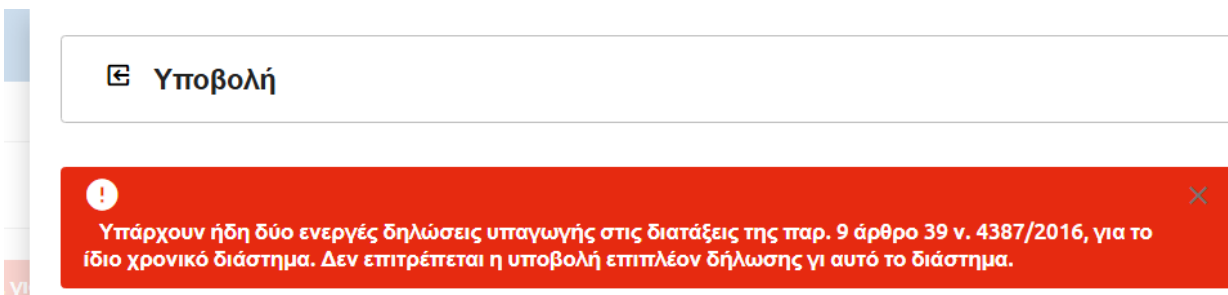 Υποβολή
Υπάρχουν ήδη δύο ενεργές δηλώσεις υπαγωγής στις διατάξεις της παρ. 9 άρθρο 39 ν. 4387/2016, για το
ίδιο χρονικό διάστημα. Δεν επιτρέπεται η υποβολή επιπλέον δήλωσης γι αυτό το διάστημα.